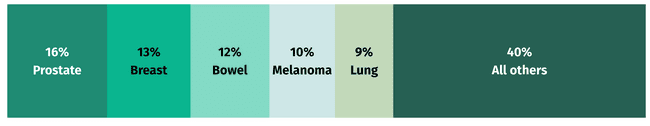 16%
Prostate
13%
Breast
12%
Bowel
10%
Melanoma
9%
Lung
40%
All others